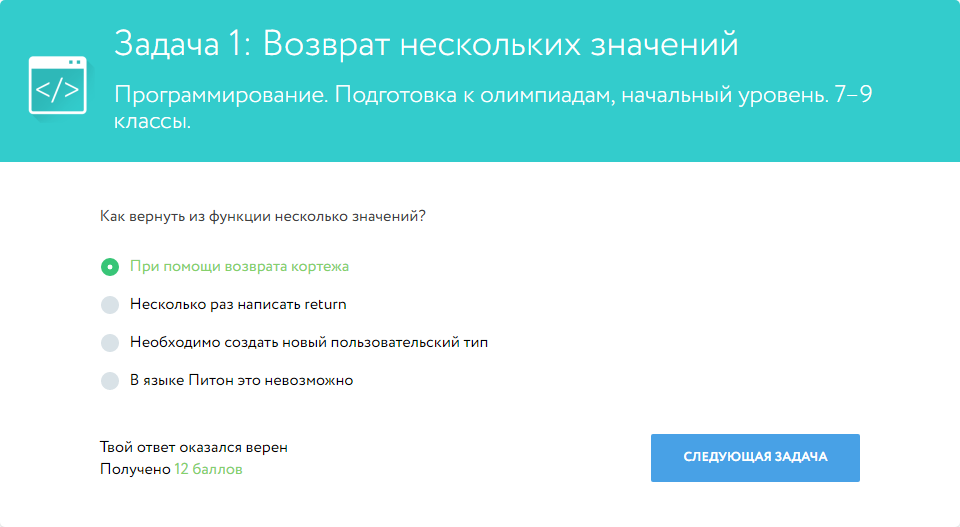 Задача 1: Возврат нескольких значений
</>
Программирование. Подготовка к олимпиадам, начальный уровень. 7–9
классы.
Как вернуть из функции несколько значений?
При помощи возврата кортежа
Несколько раз написать return
Необходимо создать новый пользовательский тип
В языке Питон это невозможно
Твой ответ оказался верен
Получено 12 баллов
СЛЕДУЮЩАЯ ЗАДАЧА